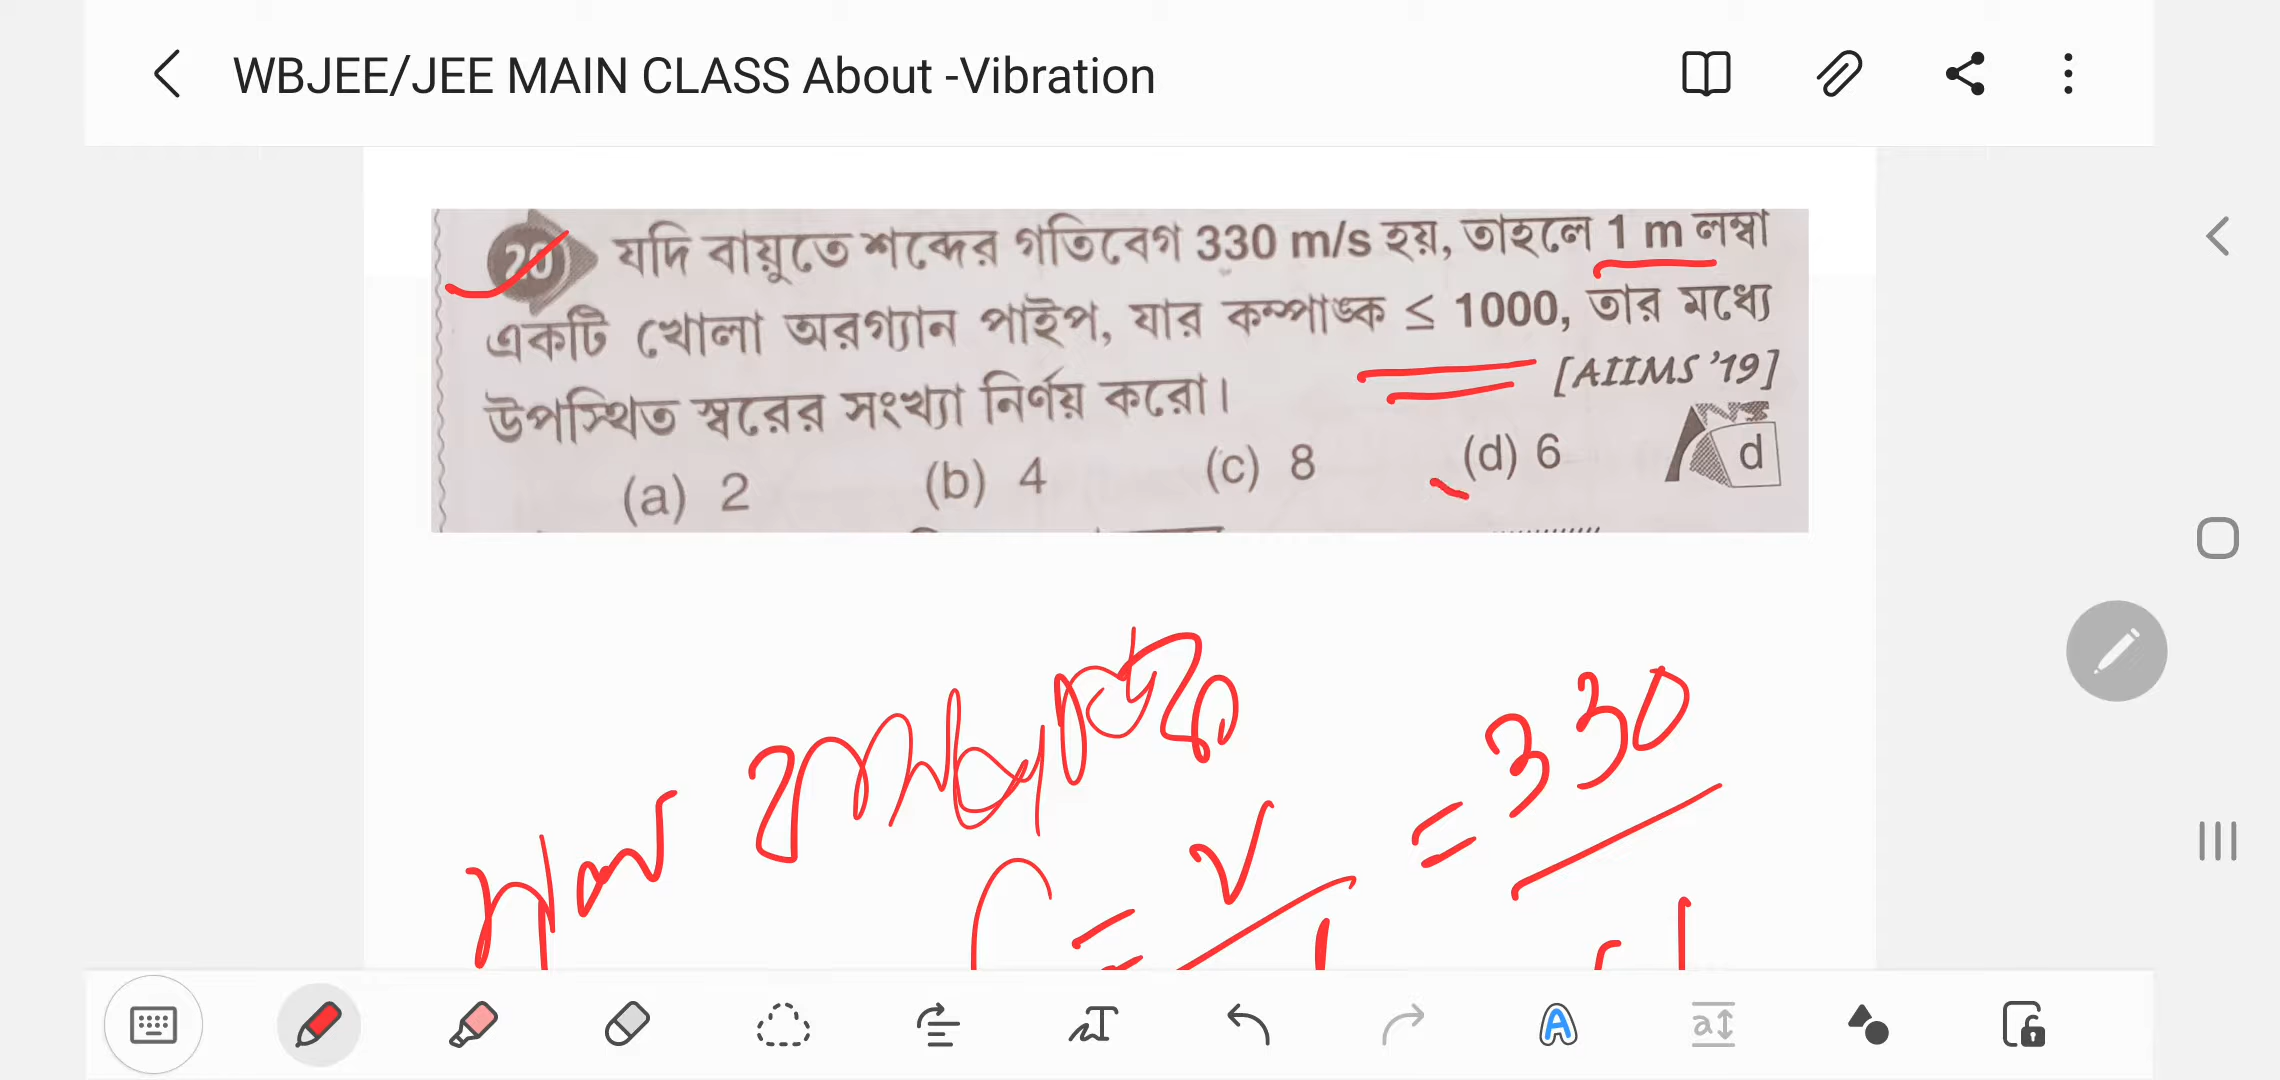 WBJEE/JEE MAIN CLASS About -Vibration
20 যদি বায়ুতে শব্দের গতিবেগ 330 m/s হয়, তাহলে 1 m লম্বা
একটি খোলা অরগ্যান পাইপ, যার কম্পাঙ্ক ≤ 1000, তার মধ্যে
উপস্থিত স্বরের সংখ্যা নির্ণয় করো। [AIIMS '19]
(a) 2 (b) 4 (c) 8 (d) 6 d
= V = 330